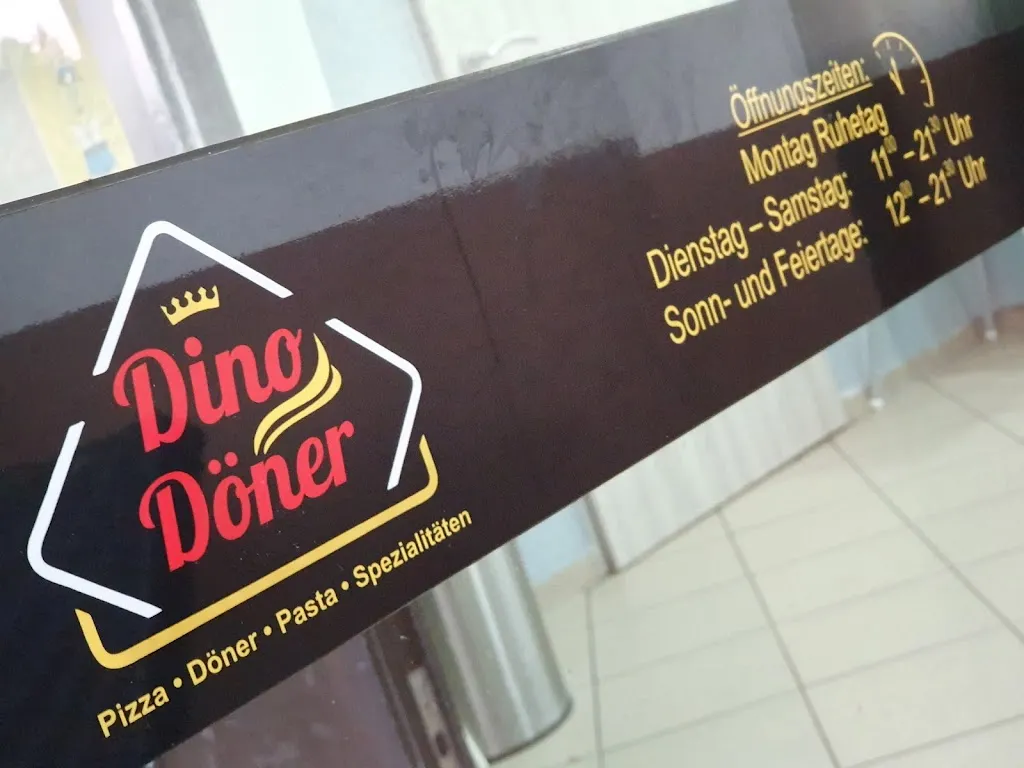 Dino
Döner
Pizza • Döner • Pasta • Spezialitäten
Öffnungszeiten:
Montag Ruhetag
Dienstag – Samstag: 11⁰⁰ – 21³⁰ Uhr
Sonn- und Feiertage: 12⁰⁰ – 21³⁰ Uhr